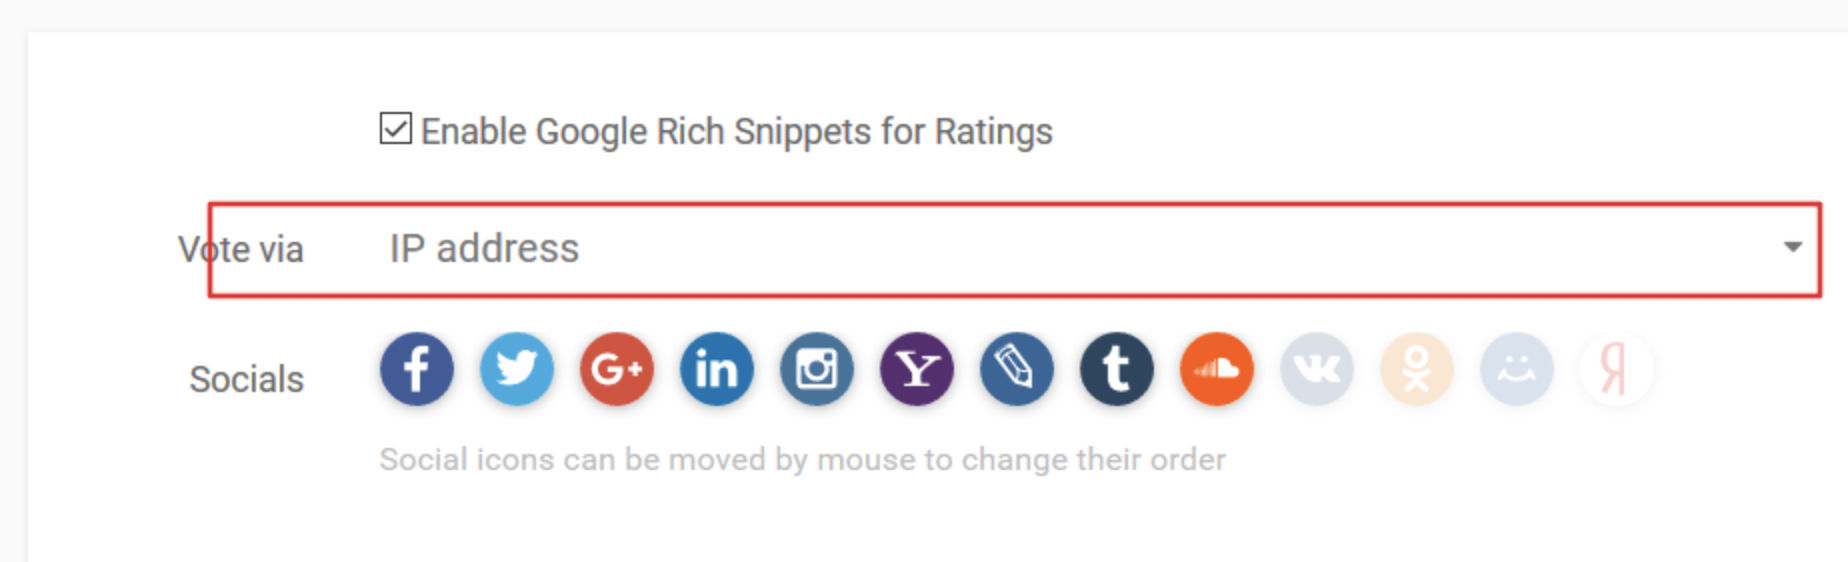 Enable Google Rich Snippets for Ratings
Vote via IP address
Socials f G+ in Y t VK Я
Social icons can be moved by mouse to change their order